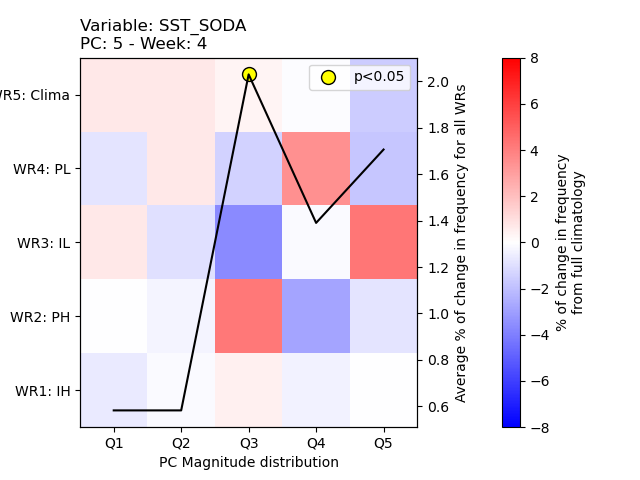 Variable: SST_SODA
PC: 5 - Week: 4
WR5: Clima
WR4: PL
WR3: IL
WR2: PH
WR1: IH
Q1 Q2 Q3 Q4 Q5
PC Magnitude distribution
p<0.05
2.0
1.8
1.6
1.4
1.2
1.0
0.8
0.6
Average % of change in frequency for all WRs
8
6
4
2
0
−2
−4
−6
−8
% of change in frequency
from full climatology